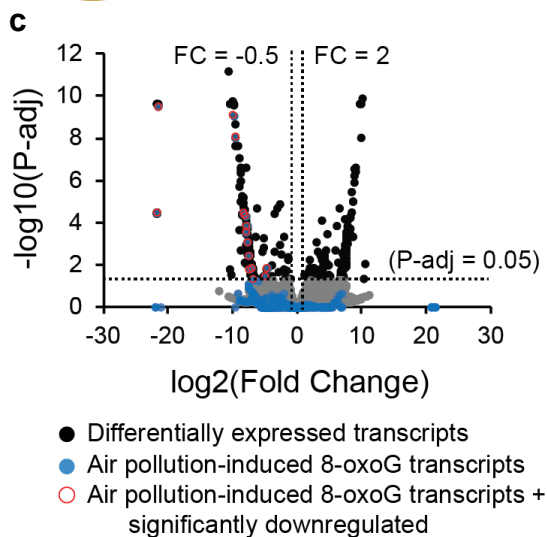 c
FC = -0.5
FC = 2
12
10
8
6
4
2
0
-log10(P-adj)
(P-adj = 0.05)
-30
-20
-10
0
10
20
30
log2(Fold Change)
Differentially expressed transcripts
Air pollution-induced 8-oxoG transcripts
Air pollution-induced 8-oxoG transcripts +
significantly downregulated